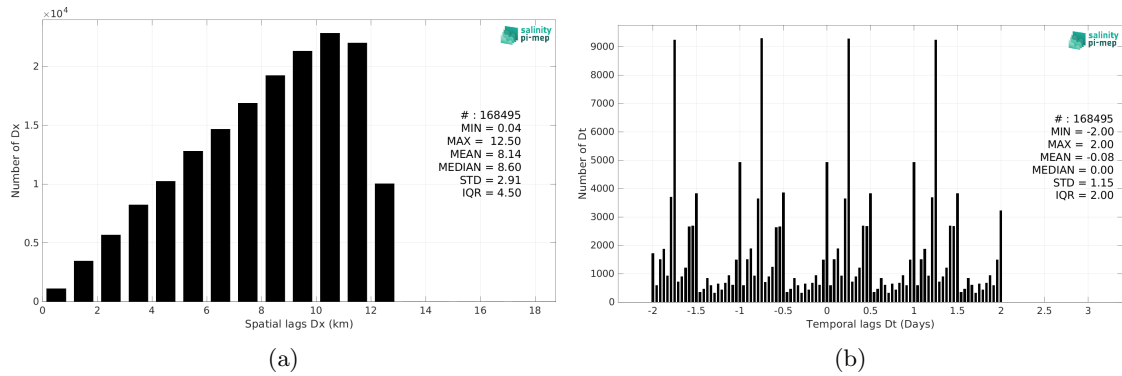 ×10⁴
2
1.5
1
0.5
0
Number of Dx
0 2 4 6 8 10 12 14 16 18
Spatial lags Dx (km)
salinity
pi-mep
# : 168495
MIN = 0.04
MAX = 12.50
MEAN = 8.14
MEDIAN = 8.60
STD = 2.91
IQR = 4.50
(a)
9000
8000
7000
6000
5000
4000
3000
2000
1000
0
Number of Dt
-2 -1.5 -1 -0.5 0 0.5 1 1.5 2 2.5 3
Temporal lags Dt (Days)
salinity
pi-mep
# : 168495
MIN = -2.00
MAX = 2.00
MEAN = -0.08
MEDIAN = 0.00
STD = 1.15
IQR = 2.00
(b)